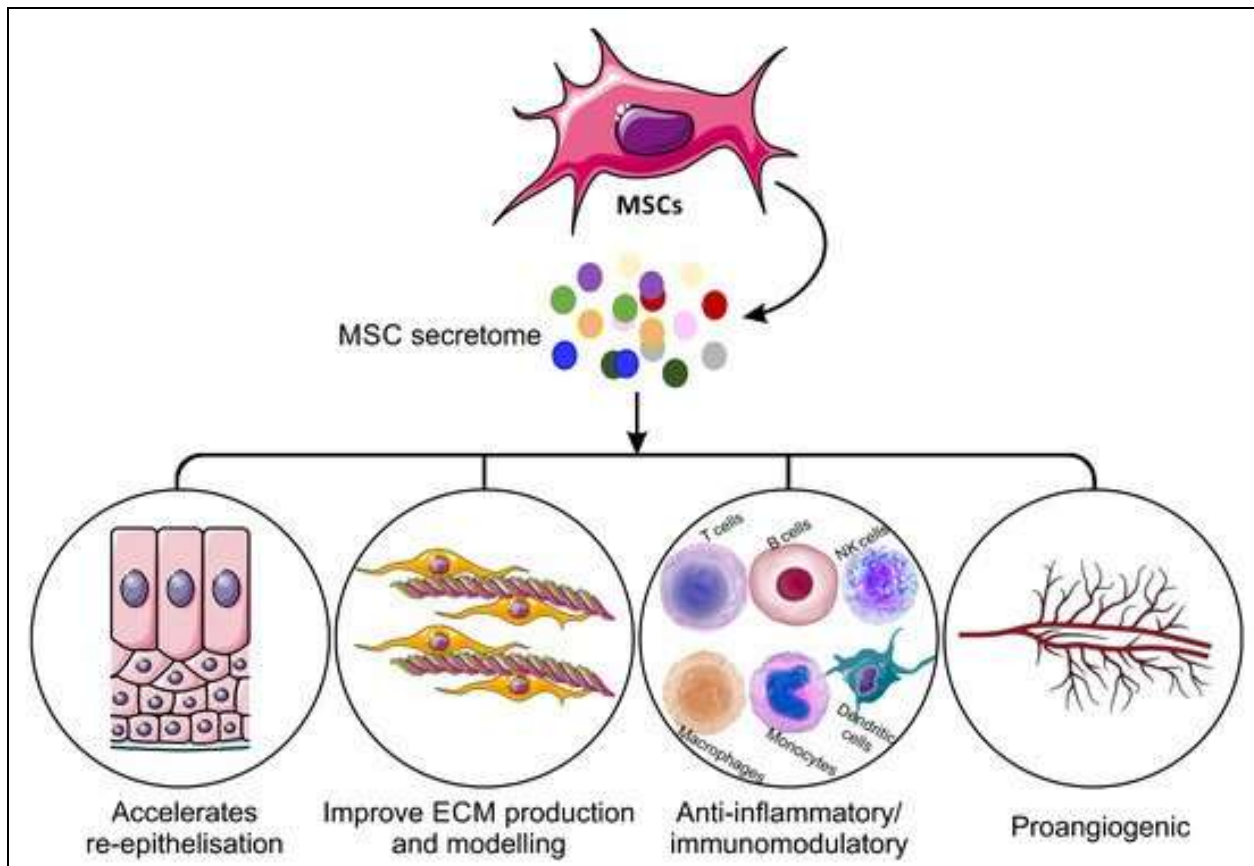 MSCs
MSC secretome
T cells
B cells
NK cells
Macrophages
Monocytes
Dendritic
cells
Accelerates
re-epithelisation
Improve ECM production
and modelling
Anti-inflammatory/
immunomodulatory
Proangiogenic